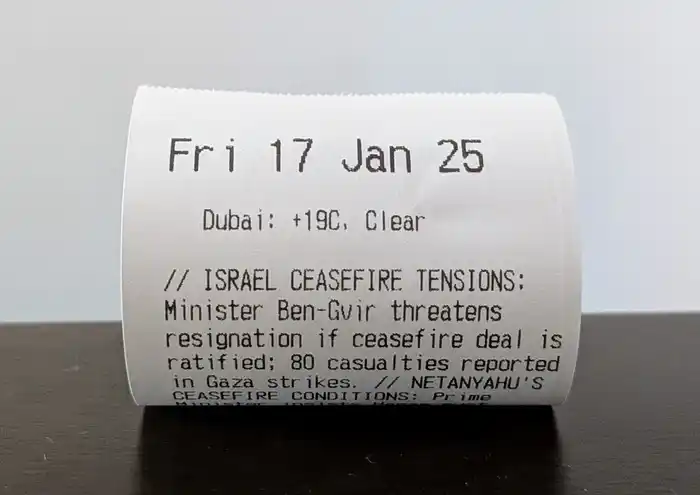 Fri 17 Jan 25
Dubai: +19C, Clear
// ISRAEL CEASEFIRE TENSIONS:
Minister Ben-Gvir threatens
resignation if ceasefire deal is
ratified; 80 casualties reported
in Gaza strikes. // NETANYAHU'S
CEASEFIRE CONDITIONS: Prime
Minister